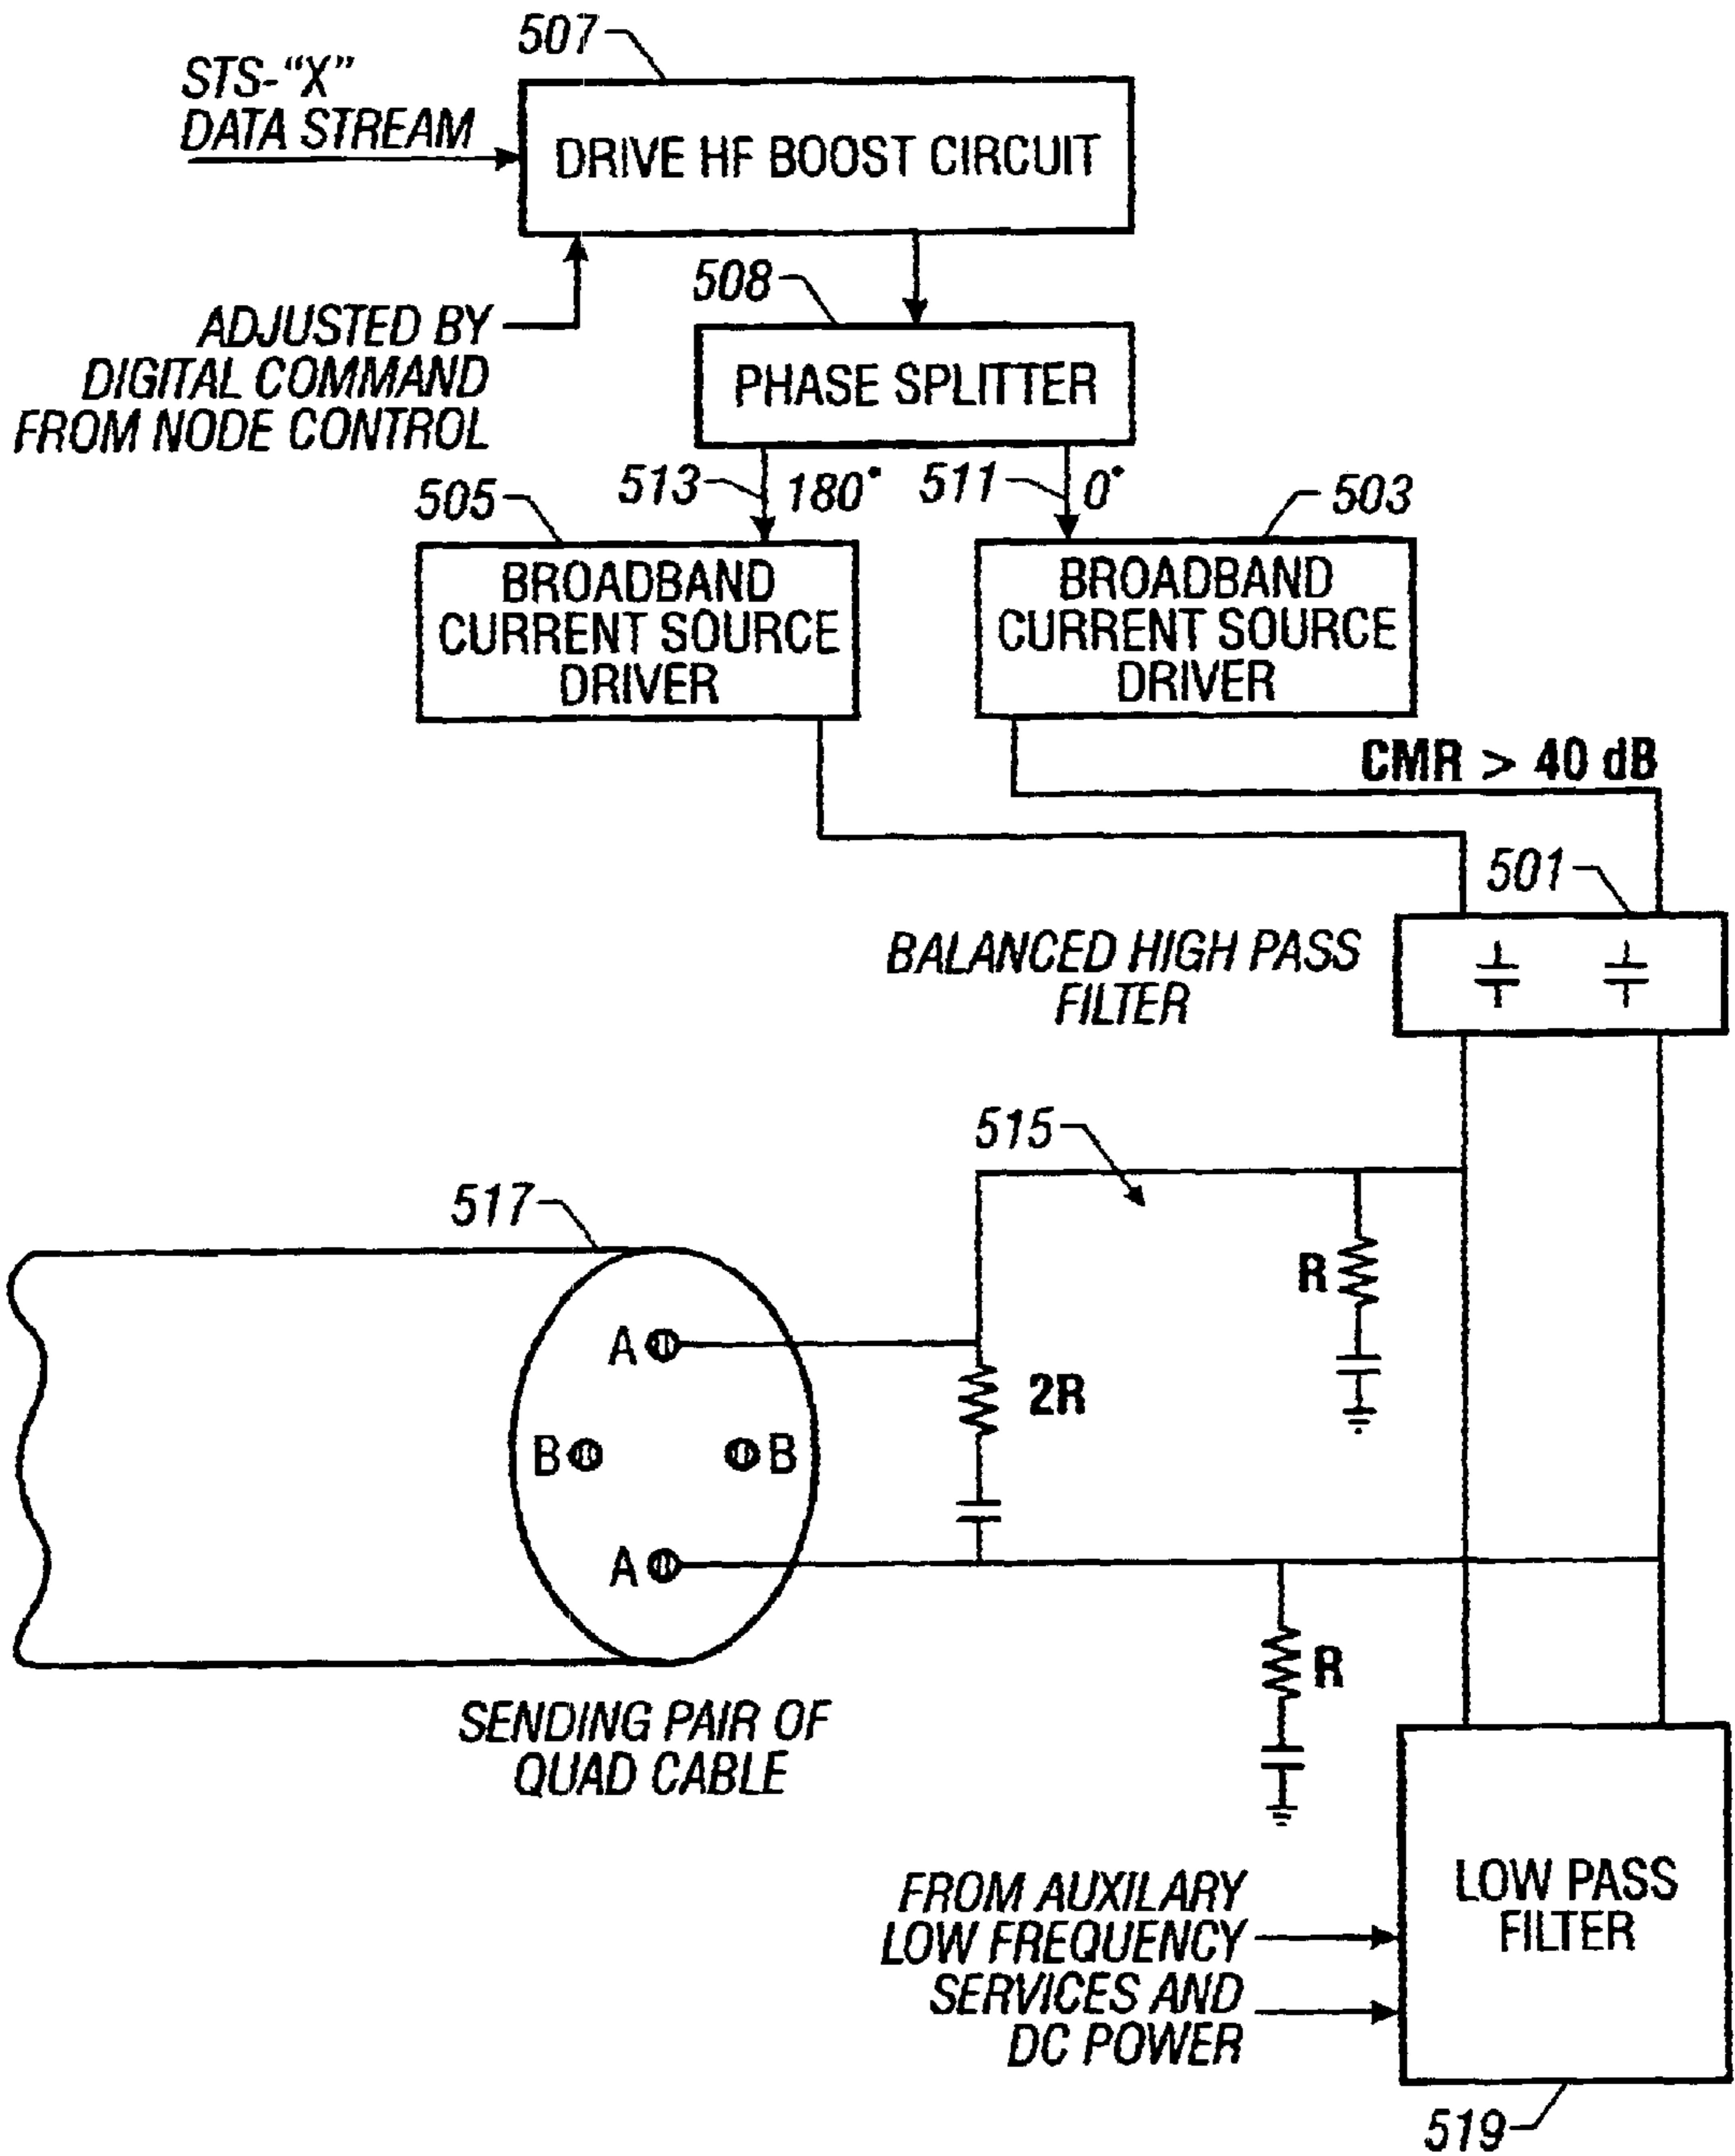 507
STS-“X”
DATA STREAM
DRIVE HF BOOST CIRCUIT
508
ADJUSTED BY
DIGITAL COMMAND
FROM NODE CONTROL
PHASE SPLITTER
513
180°
511
0°
505
503
BROADBAND
CURRENT SOURCE
DRIVER
BROADBAND
CURRENT SOURCE
DRIVER
CMR > 40 dB
501
BALANCED HIGH PASS
FILTER
515
517
R
A
2R
B
B
A
R
SENDING PAIR OF
QUAD CABLE
FROM AUXILARY
LOW FREQUENCY
SERVICES AND
DC POWER
LOW PASS
FILTER
519